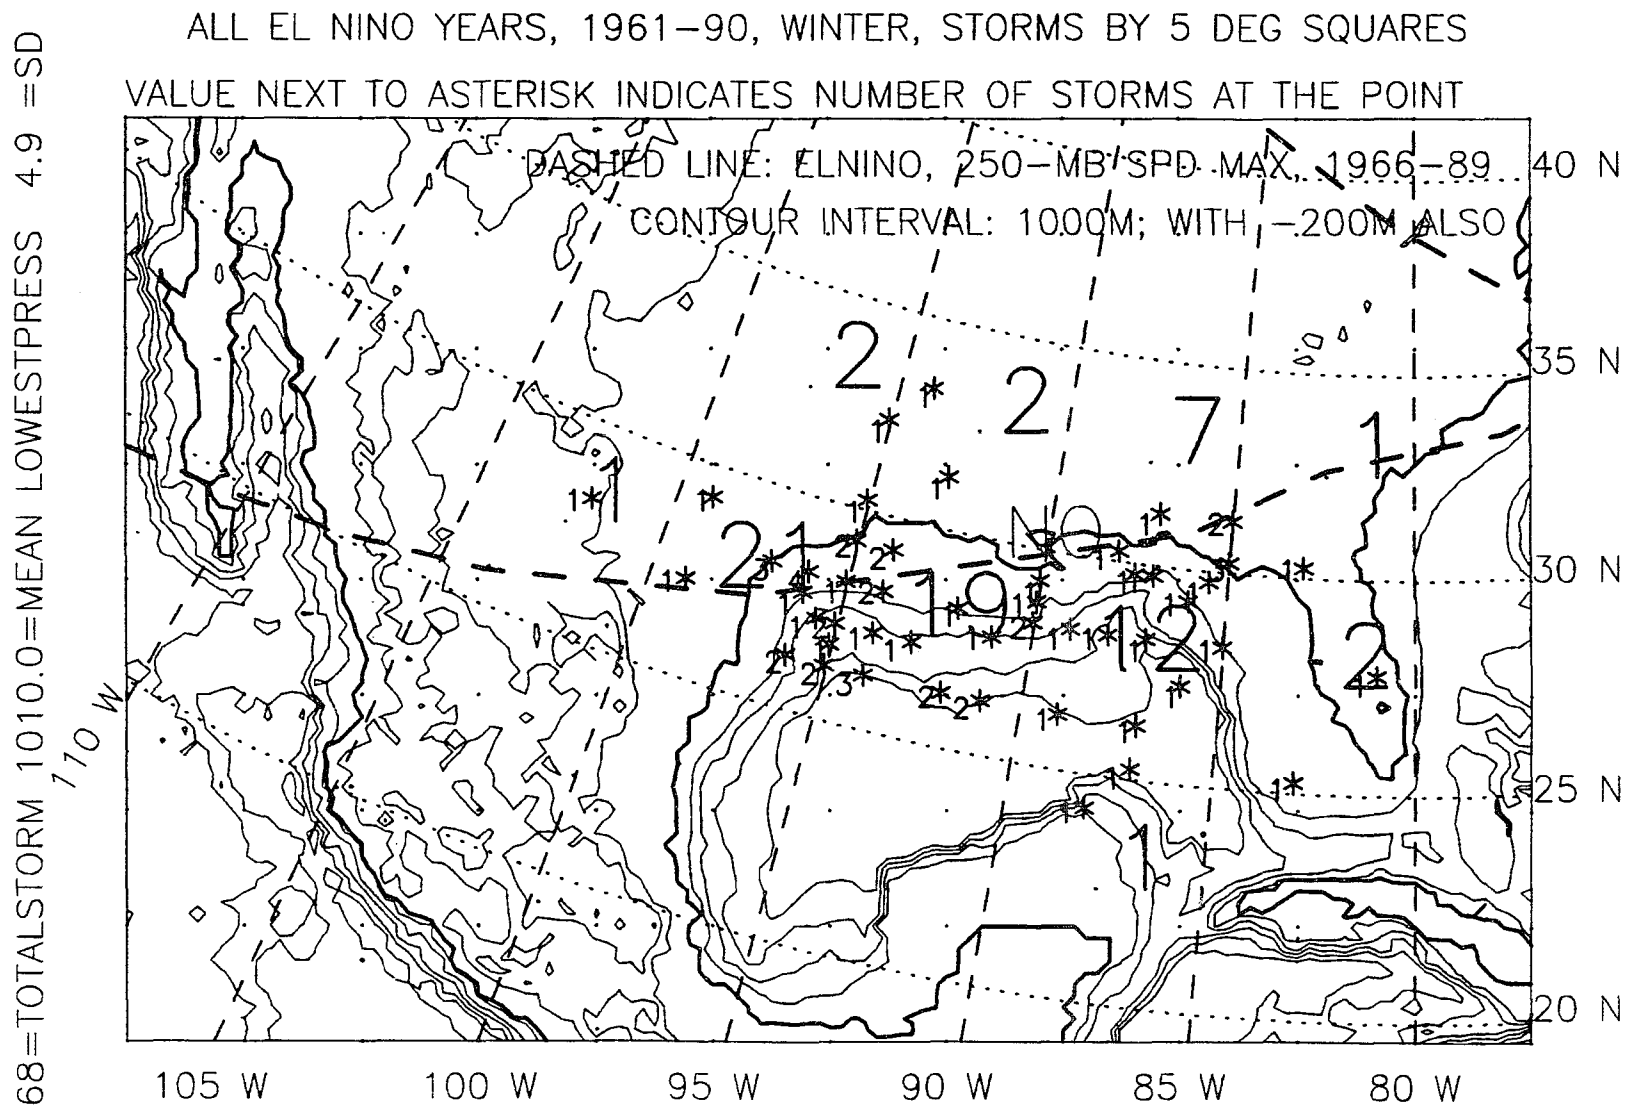 ALL EL NINO YEARS, 1961-90, WINTER, STORMS BY 5 DEG SQUARES
VALUE NEXT TO ASTERISK INDICATES NUMBER OF STORMS AT THE POINT
DASHED LINE: ELNINO, 250-MB SPD MAX, 1966-89
CONTOUR INTERVAL: 1000M; WITH -200M ALSO
68=TOTALSTORM 1010.0=MEAN LOWESTPRESS 4.9 =SD
40 N
35 N
30 N
25 N
20 N
2
2
7
1
1
21
NO
19
12
2
1
110 W
105 W
100 W
95 W
90 W
85 W
80 W